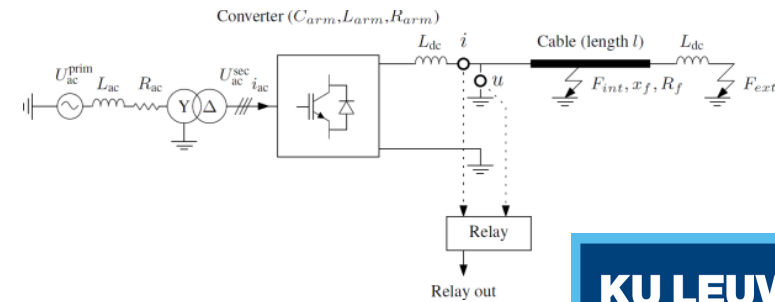 Converter (C_arm, L_arm, R_arm)
L_dc i Cable (length l) L_dc
U_ac^prim L_ac R_ac U_ac^sec i_ac u
Y Δ F_int, x_f, R_f F_ext
Relay
Relay out
KU LEUV